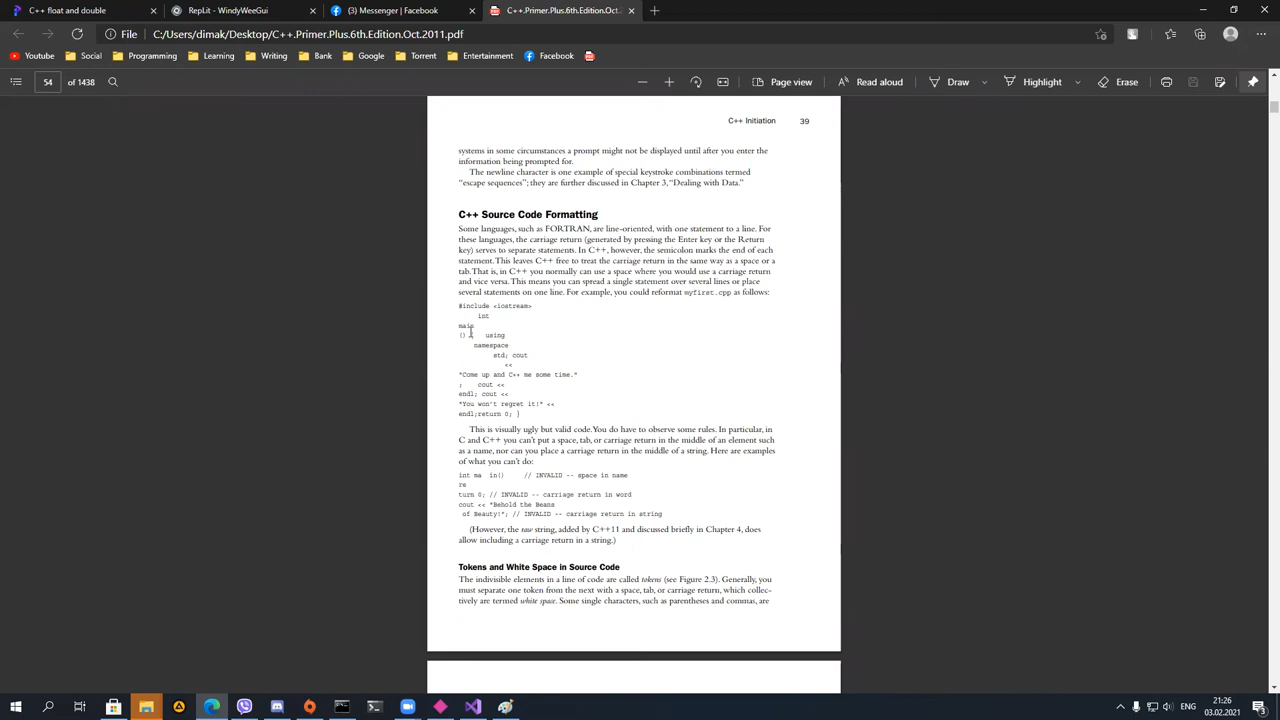 C++ float and double
Repl.it - WindyWeeGui
(3) Messenger | Facebook
C++.Primer Plus.6th.Edition Oct.
File
C:/Users/dimak/Desktop/C++.Primer.Plus.6th.Edition.Oct.2011.pdf
Youtube
Social
Programming
Learning
Writing
Work
Torrent
Entertainment
Facebook
54 of 1438
Page view
Read aloud
Draw
Highlight
Erase
C++ Initiation 39
systems in some circumstances a prompt might not be displayed until after you enter the
information being prompted for.
The newline character is one example of special keystroke combinations termed
“escape sequences”; they are further discussed in Chapter 3, “Dealing with Data.”
C++ Source Code Formatting
Some languages, such as FORTRAN, are line-oriented, with one statement to a line. For
these languages, the carriage return (generated by pressing the Enter key or the Return
key) serves to separate statements. In C++, however, the semicolon marks the end of each
statement. This leaves C++ free to treat the carriage return in the same way as a space or a
tab. That is, in C++ you normally can use a space where you would use a carriage return
and vice versa. This means you can spread a single statement over several lines or place
several statements on one line. For example, you could reformat myfirst.cpp as follows:
#include <iostream>
int
main
() { using
namespace
std; cout
<<
"Come up and C++ me some time."
; cout <<
endl; cout <<
"You won't regret it!" <<
endl;return 0; }
This is visually ugly but valid code. You do have to observe some rules. In particular, in
C and C++ you can’t put a space, tab, or carriage return in the middle of an element such
as a name, nor can you place a carriage return in the middle of a string. Here are examples
of what you can’t do:
int ma in() // INVALID -- space in name
re
turn 0; // INVALID -- carriage return in word
cout << "Behold the Beans
of Beauty!"; // INVALID -- carriage return in string
(However, the raw string, added by C++11 and discussed briefly in Chapter 4, does
allow including a carriage return in a string.)
Tokens and White Space in Source Code
The indivisible elements in a line of code are called tokens (see Figure 2.3). Generally, you
must separate one token from the next with a space, tab, or carriage return, which collec-
tively are termed white space. Some single characters, such as parentheses and commas, are
ENG
21:26
03.02.2021